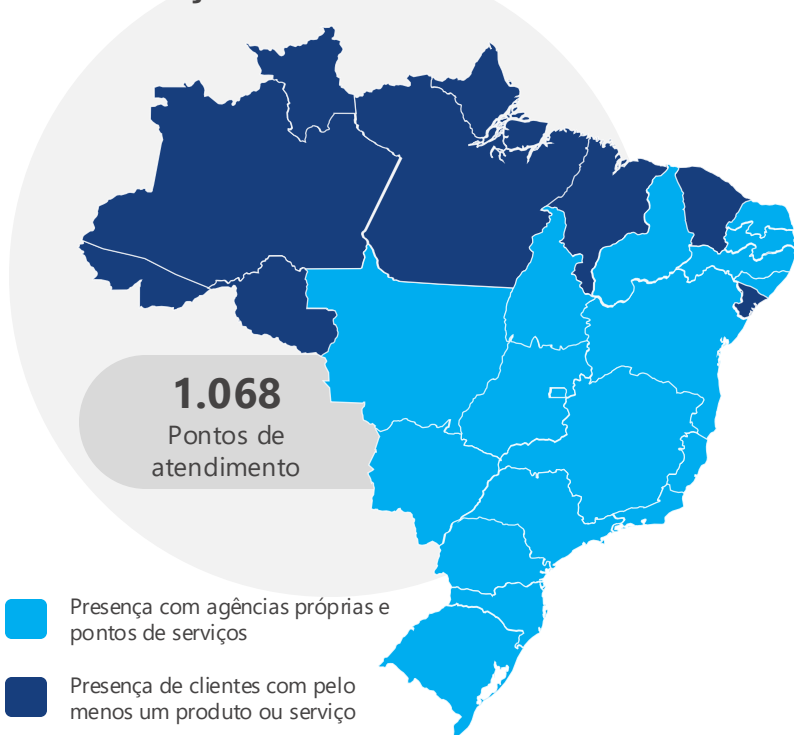 1.068
Pontos de
atendimento
Presença com agências próprias e
pontos de serviços
Presença de clientes com pelo
menos um produto ou serviço